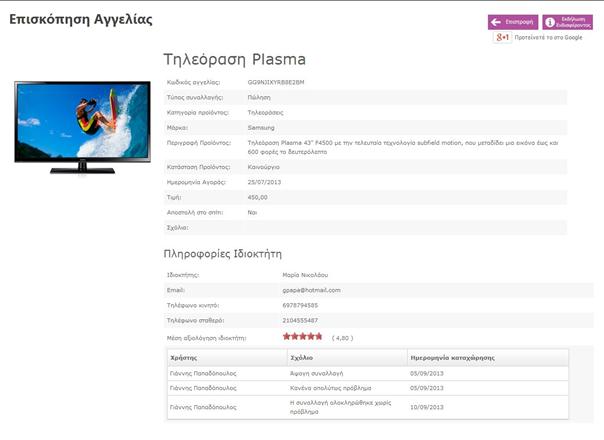 Επισκόπηση Αγγελίας
Επιστροφή
Εκδήλωση
Ενδιαφέροντος
g+1 Προτείνετέ το στο Google
Τηλεόραση Plasma
Κωδικός αγγελίας: GG9NJIXYRB8E2BM
Τύπος συναλλαγής: Πώληση
Κατηγορία προϊόντος: Τηλεοράσεις
Μάρκα: Samsung
Περιγραφή Προϊόντος: Τηλεόραση Plasma 43" F4500 με την τελευταία τεχνολογία subfield motion, που μεταδίδει μια εικόνα έως και
600 φορές το δευτερόλεπτο
Κατάσταση Προϊόντος: Καινούργιο
Ημερομηνία Αγοράς: 25/07/2013
Τιμή: 450,00
Αποστολή στο σπίτι: Ναι
Σχόλια:
Πληροφορίες Ιδιοκτήτη
Ιδιοκτήτης: Μαρία Νικολάου
Email: gpapa@hotmail.com
Τηλέφωνο κινητό: 6978794585
Τηλέφωνο σταθερό: 2104555487
Μέση αξιολόγηση ιδιοκτήτη: ( 4,80 )
Χρήστης Σχόλιο Ημερομηνία καταχώρησης
Γιάννης Παπαδόπουλος Άψογη συναλλαγή 05/09/2013
Γιάννης Παπαδόπουλος Κανένα απολύτως πρόβλημα 05/09/2013
Γιάννης Παπαδόπουλος Η συναλλαγή ολοκληρώθηκε χωρίς
πρόβλημα 10/09/2013